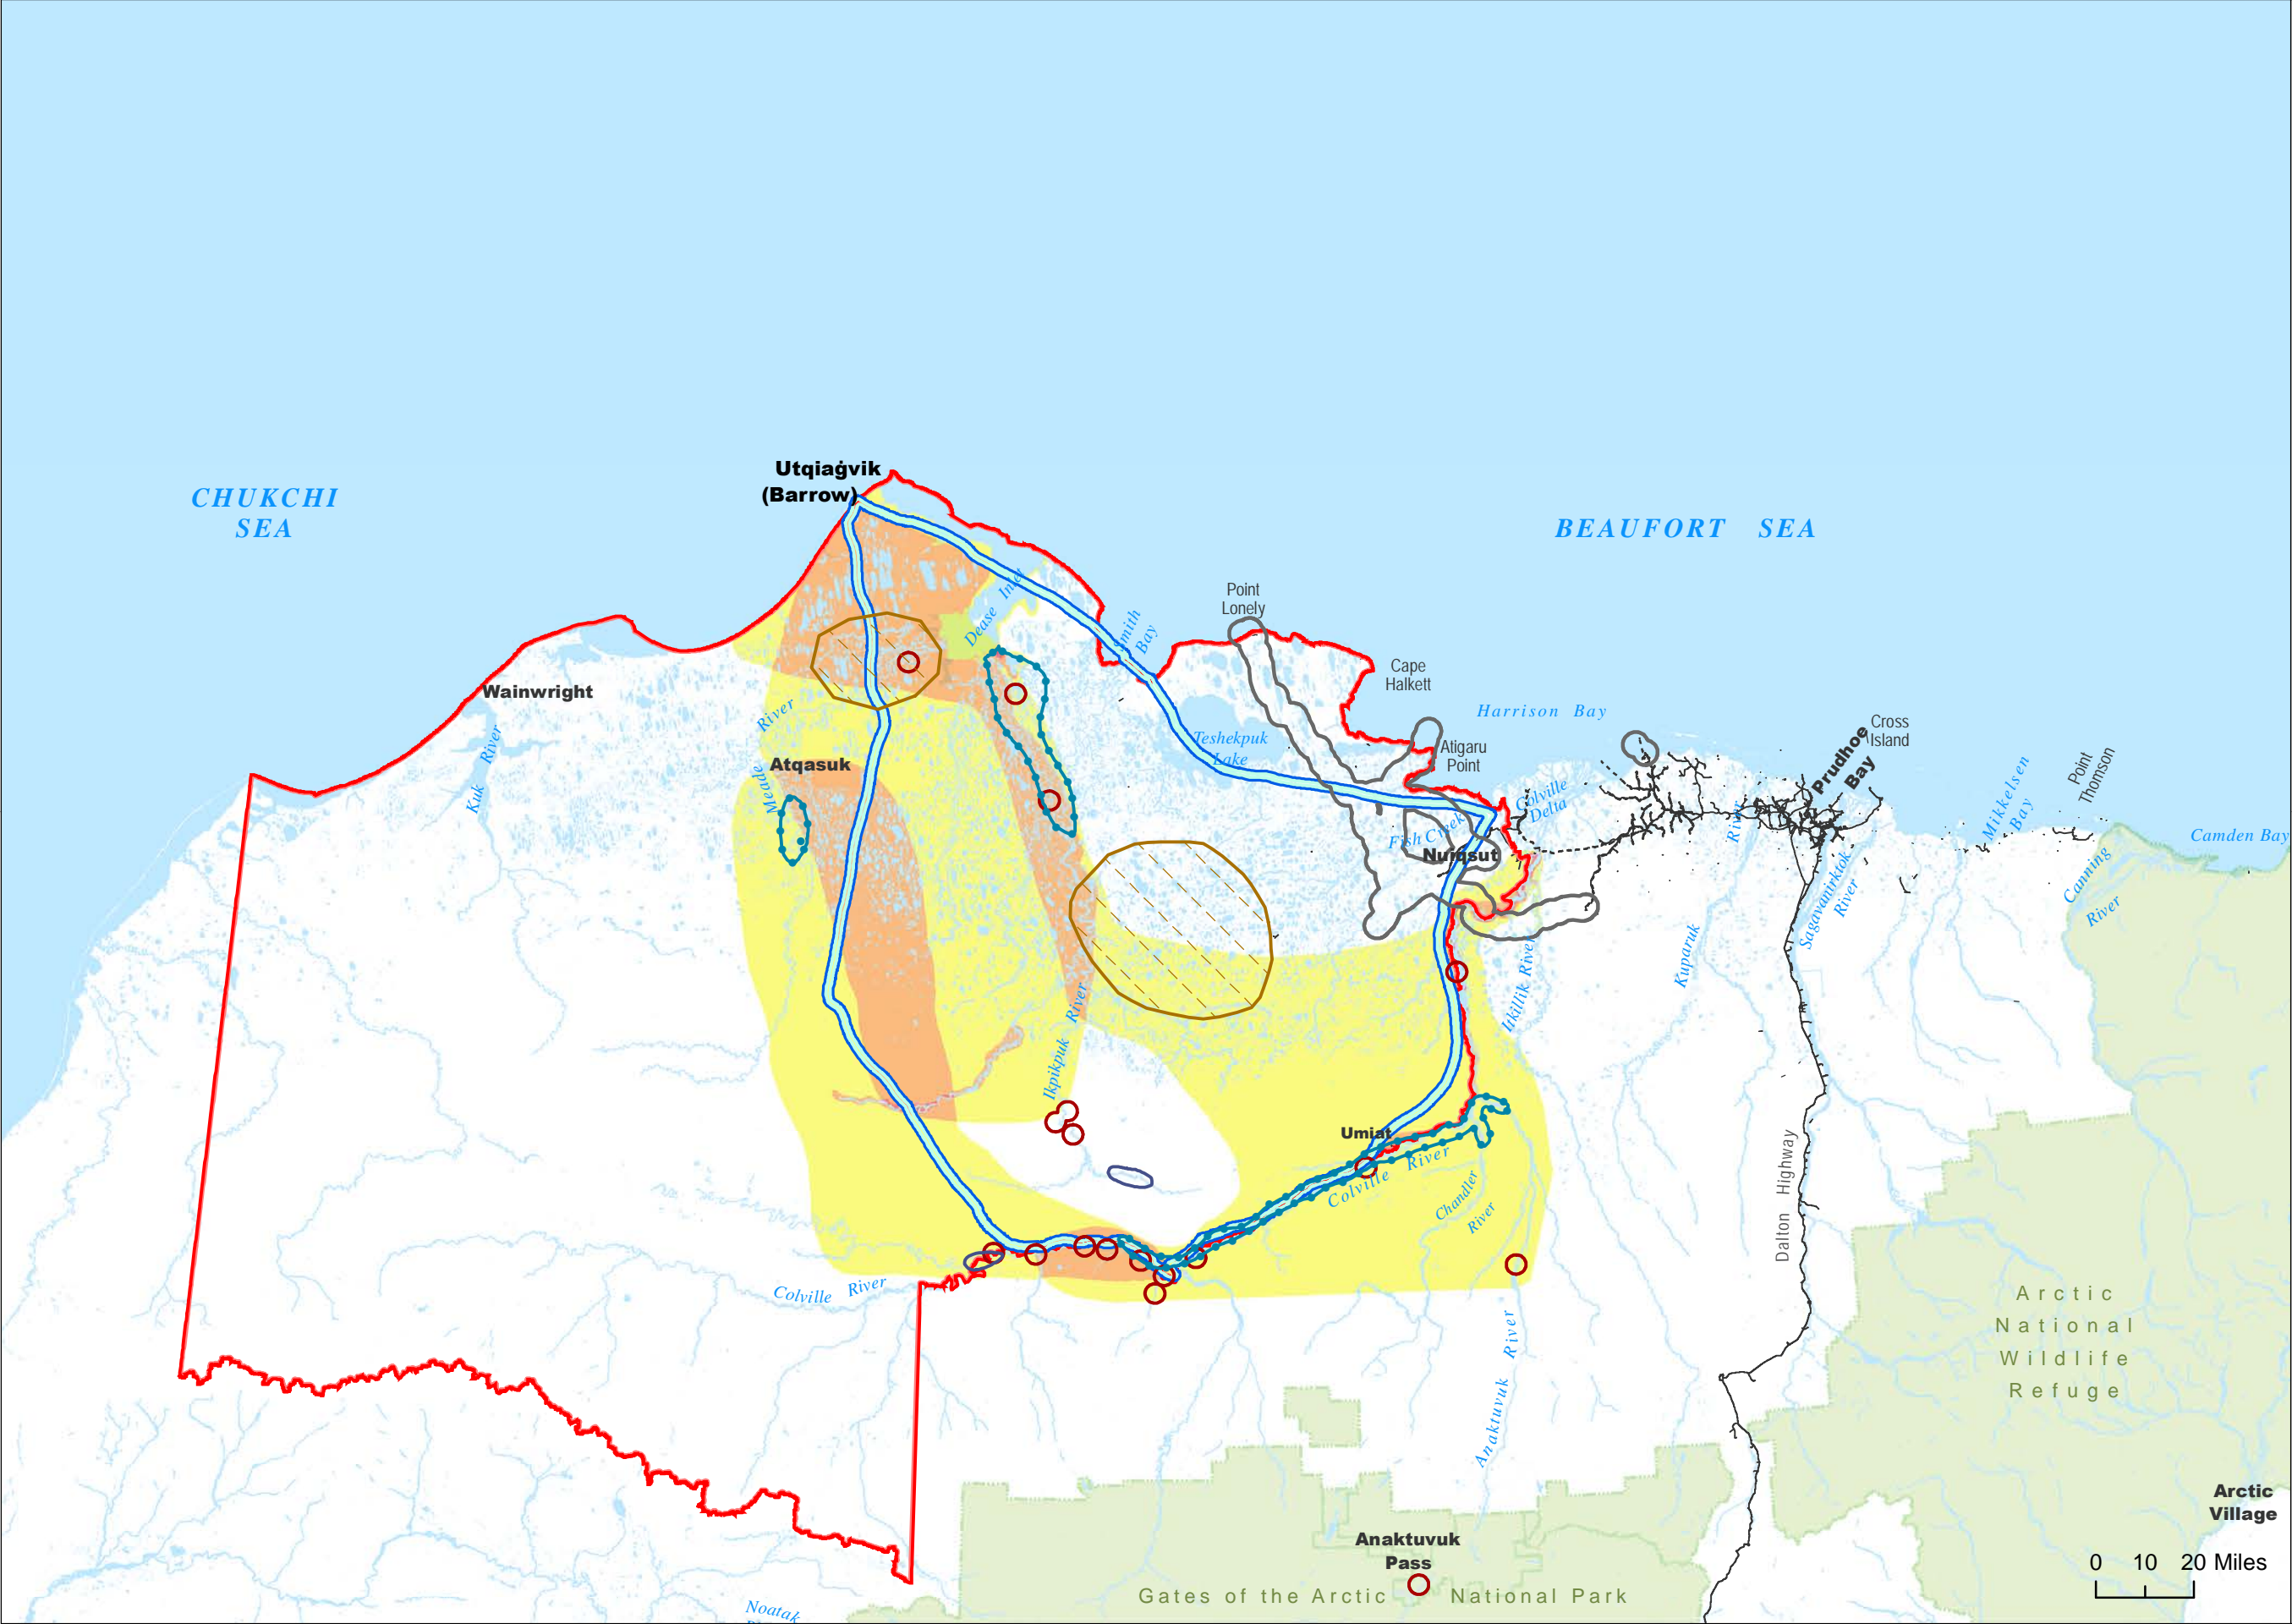 Utqiaġvik
(Barrow)
CHUKCHI
SEA
BEAUFORT SEA
Point
Lonely
Dease Inlet
Smith
Bay
Cape
Halkett
Wainwright
Kuk River
Meade River
Atqasuk
Teshekpuk
Lake
Harrison Bay
Atigaru
Point
Cross
Island
Prudhoe
Bay
Mikkelsen
Bay
Point
Thomson
Camden Bay
Colville
Delta
Fish Creek
Nuiqsut
River
Kuparuk
Sagavanirktok
River
Canning
River
Itkillik River
Ikpikpuk River
Umiat
Colville River
Chandler
River
Dalton Highway
Colville River
Anaktuvuk River
Arctic
National
Wildlife
Refuge
Arctic
Village
Anaktuvuk
Pass
Gates of the Arctic National Park
Noatak
0 10 20 Miles